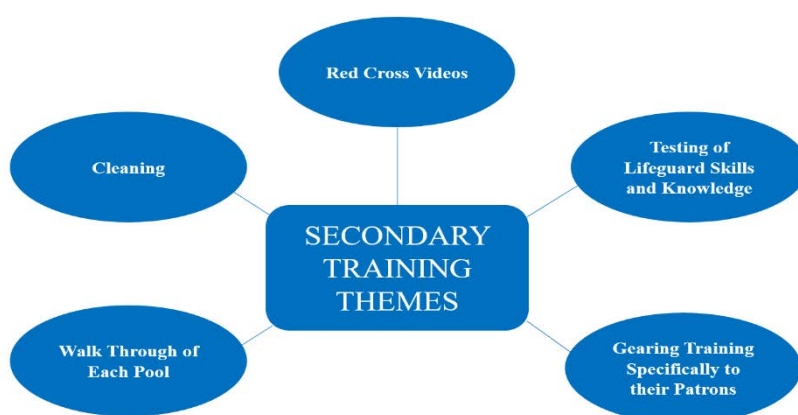 Red Cross Videos
Cleaning
Testing of
Lifeguard Skills
and Knowledge
SECONDARY
TRAINING
THEMES
Walk Through of
Each Pool
Gearing Training
Specifically to
their Patrons